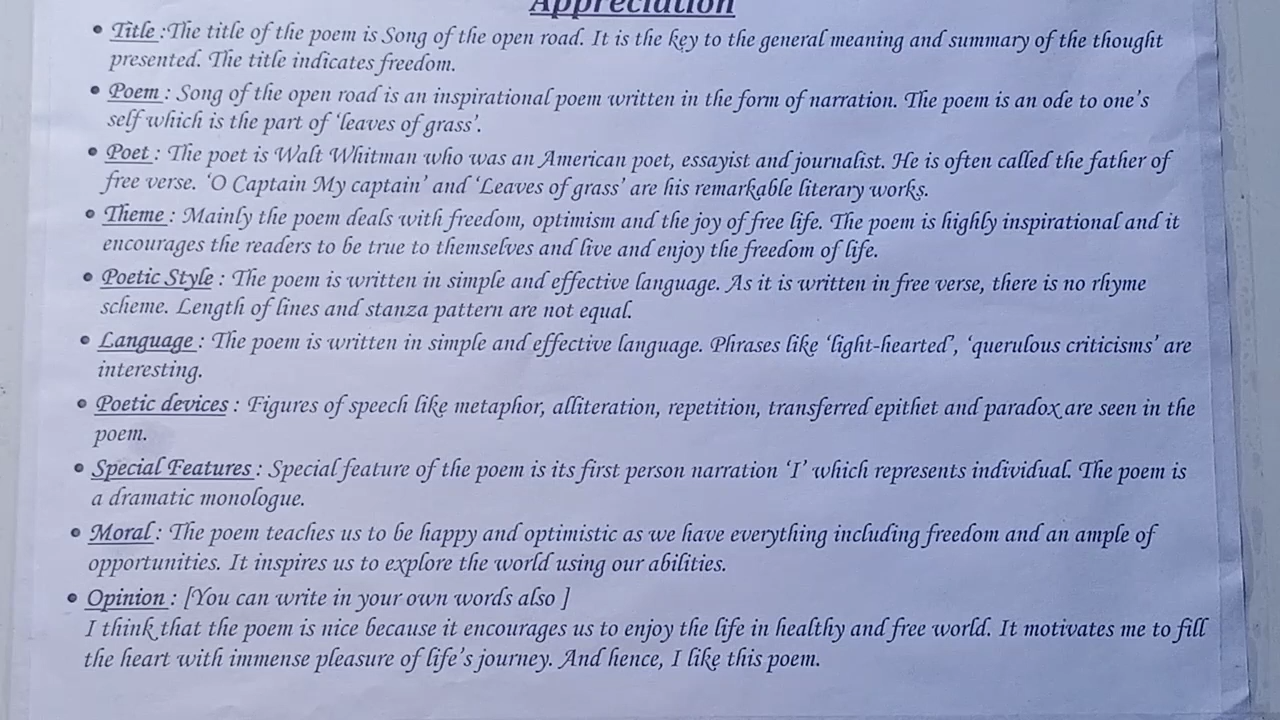 Appreciation
• Title :The title of the poem is Song of the open road. It is the key to the general meaning and summary of the thought
presented. The title indicates freedom.
• Poem : Song of the open road is an inspirational poem written in the form of narration. The poem is an ode to one's
self which is the part of 'leaves of grass'.
• Poet : The poet is Walt Whitman who was an American poet, essayist and journalist. He is often called the father of
free verse. 'O Captain My captain' and 'Leaves of grass' are his remarkable literary works.
• Theme : Mainly the poem deals with freedom, optimism and the joy of free life. The poem is highly inspirational and it
encourages the readers to be true to themselves and live and enjoy the freedom of life.
• Poetic Style : The poem is written in simple and effective language. As it is written in free verse, there is no rhyme
scheme. Length of lines and stanza pattern are not equal.
• Language : The poem is written in simple and effective language. Phrases like 'light-hearted', 'querulous criticisms' are
interesting.
• Poetic devices : Figures of speech like metaphor, alliteration, repetition, transferred epithet and paradox are seen in the
poem.
• Special Features : Special feature of the poem is its first person narration 'I' which represents individual. The poem is
a dramatic monologue.
• Moral : The poem teaches us to be happy and optimistic as we have everything including freedom and an ample of
opportunities. It inspires us to explore the world using our abilities.
• Opinion : [You can write in your own words also ]
I think that the poem is nice because it encourages us to enjoy the life in healthy and free world. It motivates me to fill
the heart with immense pleasure of life's journey. And hence, I like this poem.